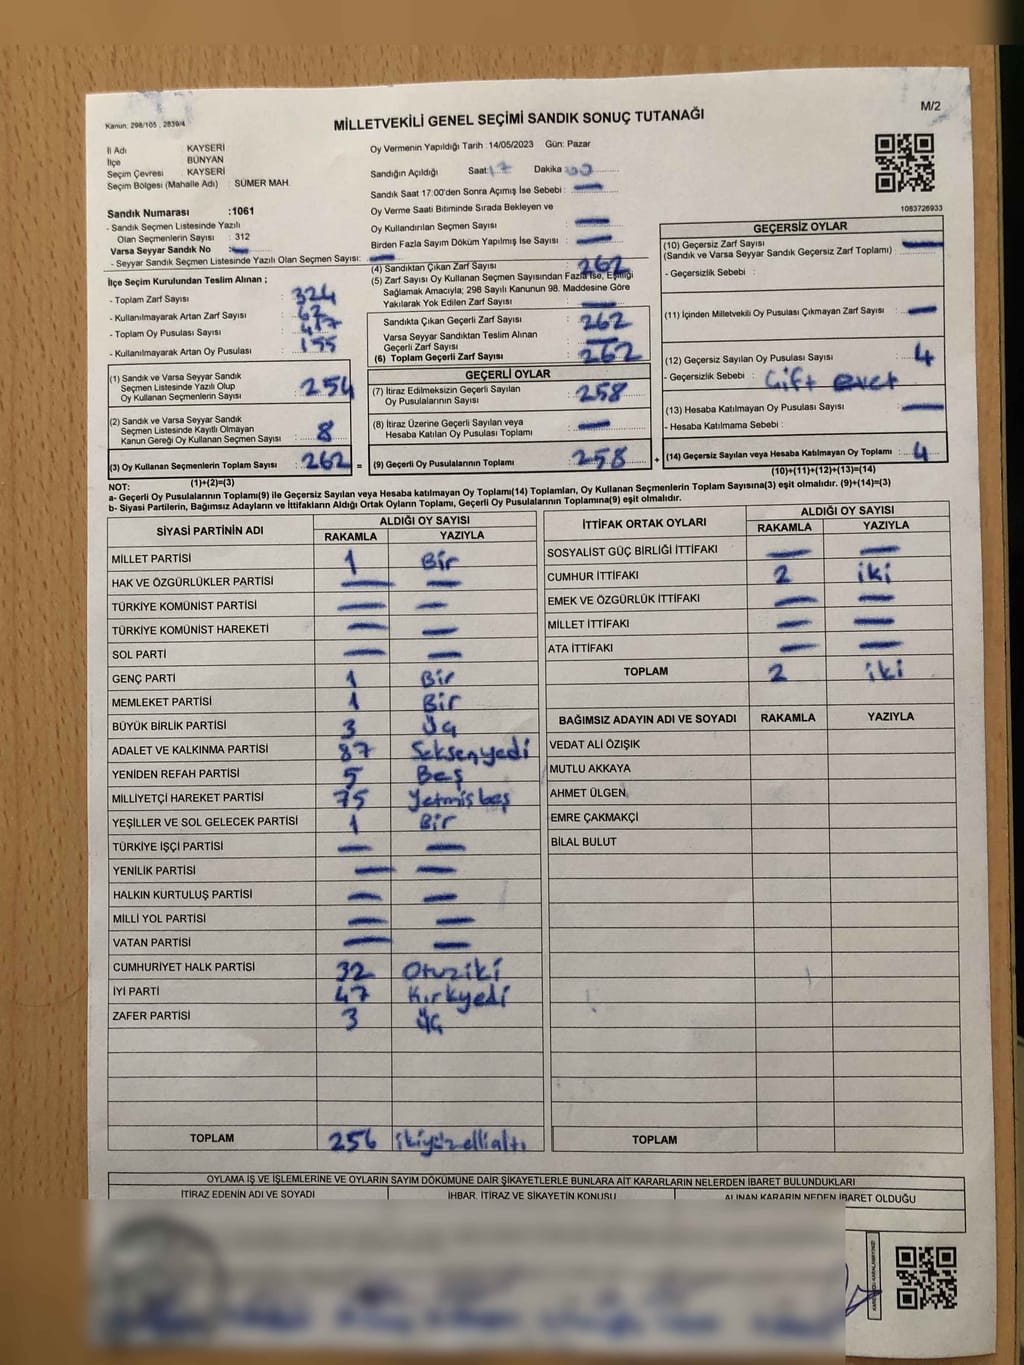 M/2
Kanun: 298/105 , 2839/4
MİLLETVEKİLİ GENEL SEÇİMİ SANDIK SONUÇ TUTANAĞI
İl Adı KAYSERİ
İlçe BÜNYAN
Seçim Çevresi KAYSERİ
Seçim Bölgesi (Mahalle Adı) SÜMER MAH.
Sandık Numarası :1061
- Sandık Seçmen Listesinde Yazılı
Olan Seçmenlerin Sayısı : 312
Varsa Seyyar Sandık No :
- Seyyar Sandık Seçmen Listesinde Yazılı Olan Seçmen Sayısı:
Oy Vermenin Yapıldığı Tarih :14/05/2023 Gün: Pazar
Sandığın Açıldığı Saat: 17 Dakika
Sandık Saat 17:00'den Sonra Açımış İse Sebebi :
Oy Verme Saati Bitiminde Sırada Bekleyen ve
Oy Kullandırılan Seçmen Sayısı :
Birden Fazla Sayım Döküm Yapılmış İse Sayısı :
1083726933
İlçe Seçim Kurulundan Teslim Alınan ;
- Toplam Zarf Sayısı : 324
- Kullanılmayarak Artan Zarf Sayısı : 62
- Toplam Oy Pusulası Sayısı : 417
- Kullanılmayarak Artan Oy Pusulası : 155
(4) Sandıktan Çıkan Zarf Sayısı : 262
(5) Zarf Sayısı Oy Kullanan Seçmen Sayısından Fazla İse, Eşitliği
Sağlamak Amacıyla; 298 Sayılı Kanunun 98. Maddesine Göre
Yakılarak Yok Edilen Zarf Sayısı :
Sandıkta Çıkan Geçerli Zarf Sayısı : 262
Varsa Seyyar Sandıktan Teslim Alınan
Geçerli Zarf Sayısı :
(6) Toplam Geçerli Zarf Sayısı : 262
(1) Sandık ve Varsa Seyyar Sandık
Seçmen Listesinde Yazılı Olup
Oy Kullanan Seçmenlerin Sayısı : 254
(2) Sandık ve Varsa Seyyar Sandık
Seçmen Listesinde Kayıtlı Olmayan
Kanun Gereği Oy Kullanan Seçmen Sayısı : 8
(3) Oy Kullanan Seçmenlerin Toplam Sayısı : 262 =
(1)+(2)=(3)
GEÇERLİ OYLAR
(7) İtiraz Edilmeksizin Geçerli Sayılan
Oy Pusulalarının Sayısı : 258
(8) İtiraz Üzerine Geçerli Sayılan veya
Hesaba Katılan Oy Pusulası Toplamı :
(9) Geçerli Oy Pusulalarının Toplamı : 258 +
GEÇERSİZ OYLAR
(10) Geçersiz Zarf Sayısı :
(Sandık ve Varsa Seyyar Sandık Geçersiz Zarf Toplamı)
- Geçersizlik Sebebi :
(11) İçinden Milletvekili Oy Pusulası Çıkmayan Zarf Sayısı :
(12) Geçersiz Sayılan Oy Pusulası Sayısı : 4
- Geçersizlik Sebebi : Çift evet
(13) Hesaba Katılmayan Oy Pusulası Sayısı :
- Hesaba Katılmama Sebebi :
(14) Geçersiz Sayılan veya Hesaba Katılmayan Oy Toplamı : 4
(10)+(11)+(12)+(13)=(14)
NOT:
a- Geçerli Oy Pusulalarının Toplamı(9) ile Geçersiz Sayılan veya Hesaba katılmayan Oy Toplamı(14) Toplamları, Oy Kullanan Seçmenlerin Toplam Sayısına(3) eşit olmalıdır. (9)+(14)=(3)
b- Siyasi Partilerin, Bağımsız Adayların ve İttifakların Aldığı Ortak Oyların Toplamı, Geçerli Oy Pusulalarının Toplamına(9) eşit olmalıdır.
SİYASİ PARTİNİN ADI ALDIĞI OY SAYISI
RAKAMLA YAZIYLA
MİLLET PARTİSİ 1 Bir
HAK VE ÖZGÜRLÜKLER PARTİSİ
TÜRKİYE KOMÜNİST PARTİSİ
TÜRKİYE KOMÜNİST HAREKETİ
SOL PARTİ
GENÇ PARTİ 1 Bir
MEMLEKET PARTİSİ 1 Bir
BÜYÜK BİRLİK PARTİSİ 3 Üç
ADALET VE KALKINMA PARTİSİ 87 Seksenyedi
YENİDEN REFAH PARTİSİ 5 Beş
MİLLİYETÇİ HAREKET PARTİSİ 75 Yetmişbeş
YEŞİLLER VE SOL GELECEK PARTİSİ 1 Bir
TÜRKİYE İŞÇİ PARTİSİ
YENİLİK PARTİSİ
HALKIN KURTULUŞ PARTİSİ
MİLLİ YOL PARTİSİ
VATAN PARTİSİ
CUMHURİYET HALK PARTİSİ 32 Otuziki
İYİ PARTİ 47 Kırkyedi
ZAFER PARTİSİ 3 Üç
TOPLAM 256 ikiyüzellialtı
İTTİFAK ORTAK OYLARI ALDIĞI OY SAYISI
RAKAMLA YAZIYLA
SOSYALİST GÜÇ BİRLİĞİ İTTİFAKI
CUMHUR İTTİFAKI 2 iki
EMEK VE ÖZGÜRLÜK İTTİFAKI
MİLLET İTTİFAKI
ATA İTTİFAKI
TOPLAM 2 iki
BAĞIMSIZ ADAYIN ADI VE SOYADI RAKAMLA YAZIYLA
VEDAT ALİ ÖZIŞIK
MUTLU AKKAYA
AHMET ÜLGEN
EMRE ÇAKMAKÇİ
BİLAL BULUT
TOPLAM
OYLAMA İŞ VE İŞLEMLERİNE VE OYLARIN SAYIM DÖKÜMÜNE DAİR ŞİKAYETLERLE BUNLARA AİT KARARLARIN NELERDEN İBARET BULUNDUKLARI
İTİRAZ EDENİN ADI VE SOYADI İHBAR, İTİRAZ VE ŞİKAYETİN KONUSU ALINAN KARARIN NEDEN İBARET OLDUĞU